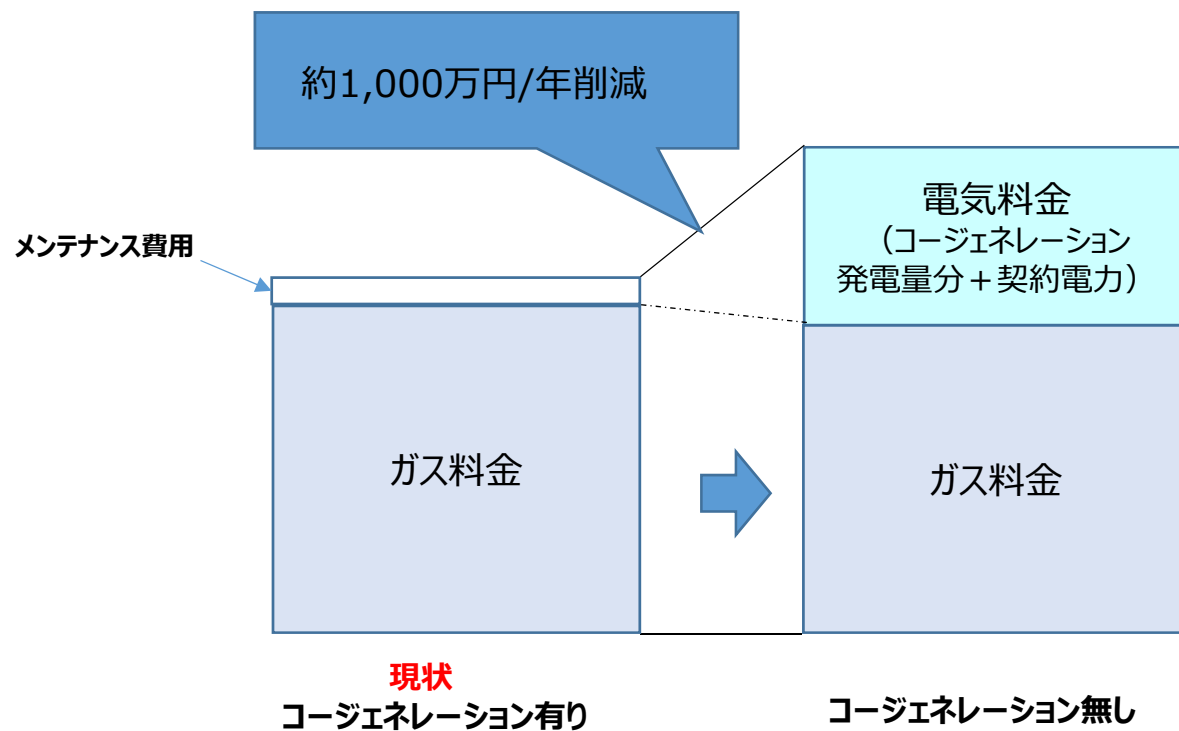 約1,000万円/年削減
メンテナンス費用
電気料金
（コージェネレーション
発電量分＋契約電力）
ガス料金
ガス料金
現状
コージェネレーション有り
コージェネレーション無し